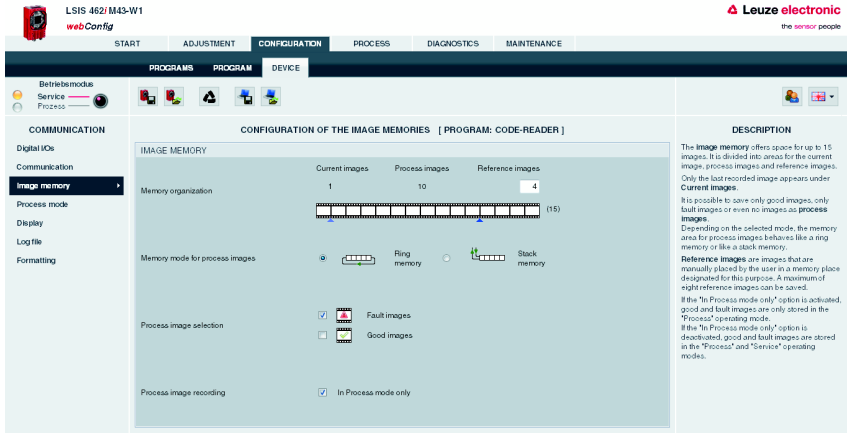 LSIS 462i M43-W1
webConfig
Leuze electronic
the sensor people
START ADJUSTMENT CONFIGURATION PROCESS DIAGNOSTICS MAINTENANCE
PROGRAMS PROGRAM DEVICE
Betriebsmodus
Service
Prozess
COMMUNICATION
Digital I/Os
Communication
Image memory
Process mode
Display
Log file
Formatting
CONFIGURATION OF THE IMAGE MEMORIES [ PROGRAM: CODE-READER ]
IMAGE MEMORY
Current images Process images Reference images
Memory organization
1 10 4
(15)
Memory mode for process images
Ring
memory
Stack
memory
Process image selection
Fault images
Good images
Process image recording
In Process mode only
DESCRIPTION
The image memory offers space for up to 15
images. It is divided into areas for the current
image, process images and reference images.
Only the last recorded image appears under
Current images.
It is possible to save only good images, only
fault images or even no images as process
images.
Depending on the selected mode, the memory
area for process images behaves like a ring
memory or like a stack memory.
Reference images are images that are
manually placed by the user in a memory place
designated for this purpose. A maximum of
eight reference images can be saved.
If the "In Process mode only" option is activated,
good and fault images are only stored in the
"Process" operating mode.
If the "In Process mode only" option is
deactivated, good and fault images are stored
in the "Process" and "Service" operating
modes.